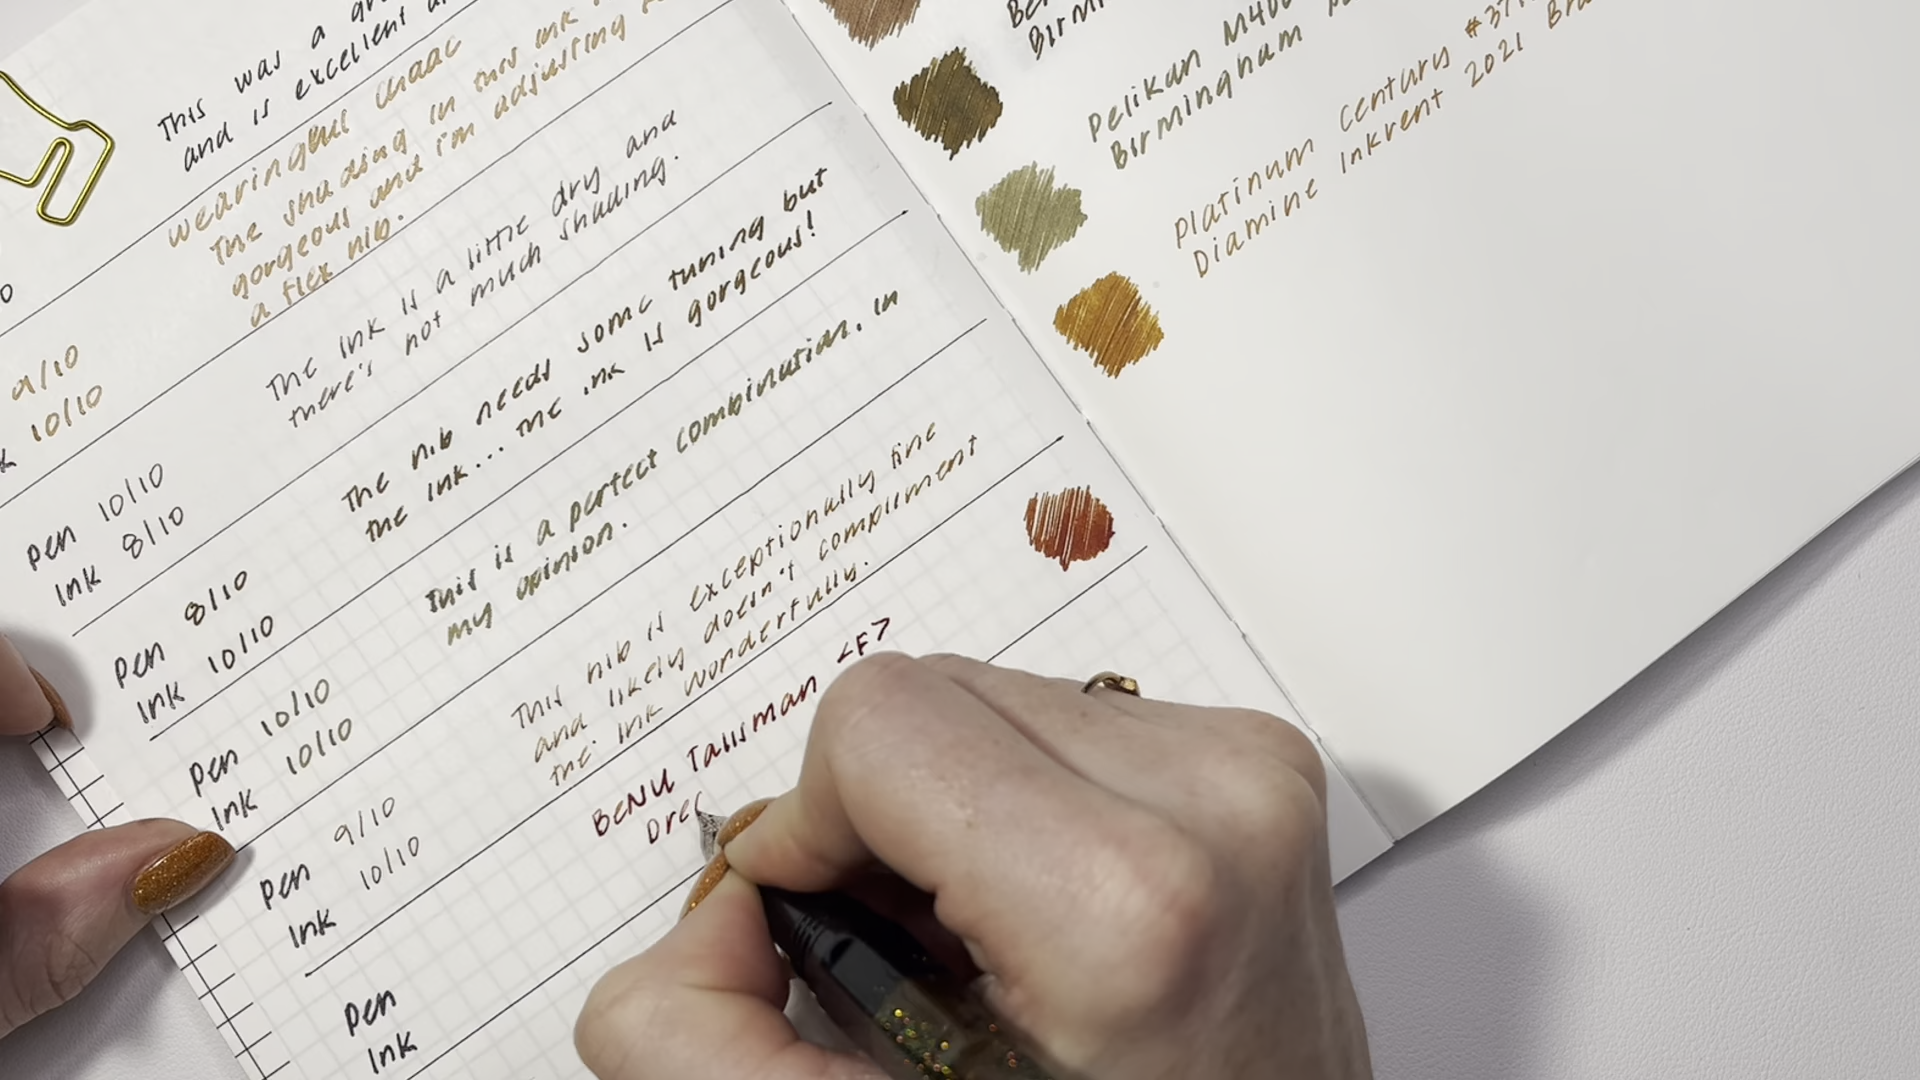 This was a
and is excellent
wearingeul
the shading in this ink
gorgeous and i'm adjusting
a flex nib.
9/10
10/10
The ink is a little dry and
there's not much shading.
pen 10/10
Ink 8/10
The nib needs some tuning but
the ink... the ink is gorgeous!
pen 8/10
Ink 10/10
This is a perfect combination. in
my opinion.
pen 10/10
Ink 10/10
This nib is exceptionally fine
and likely doesn't compliment
the ink wonderfully.
pen 9/10
Ink 10/10
BeNU Talisman <F>
Pen
Ink
Pelikan
Birmingham
Platinum Century
Diamine Inkvent 2021